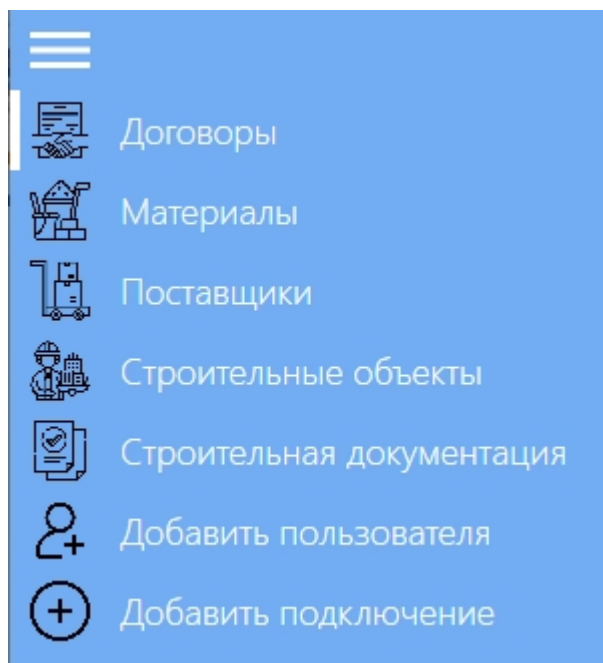 Договоры
Материалы
Поставщики
Строительные объекты
Строительная документация
Добавить пользователя
Добавить подключение